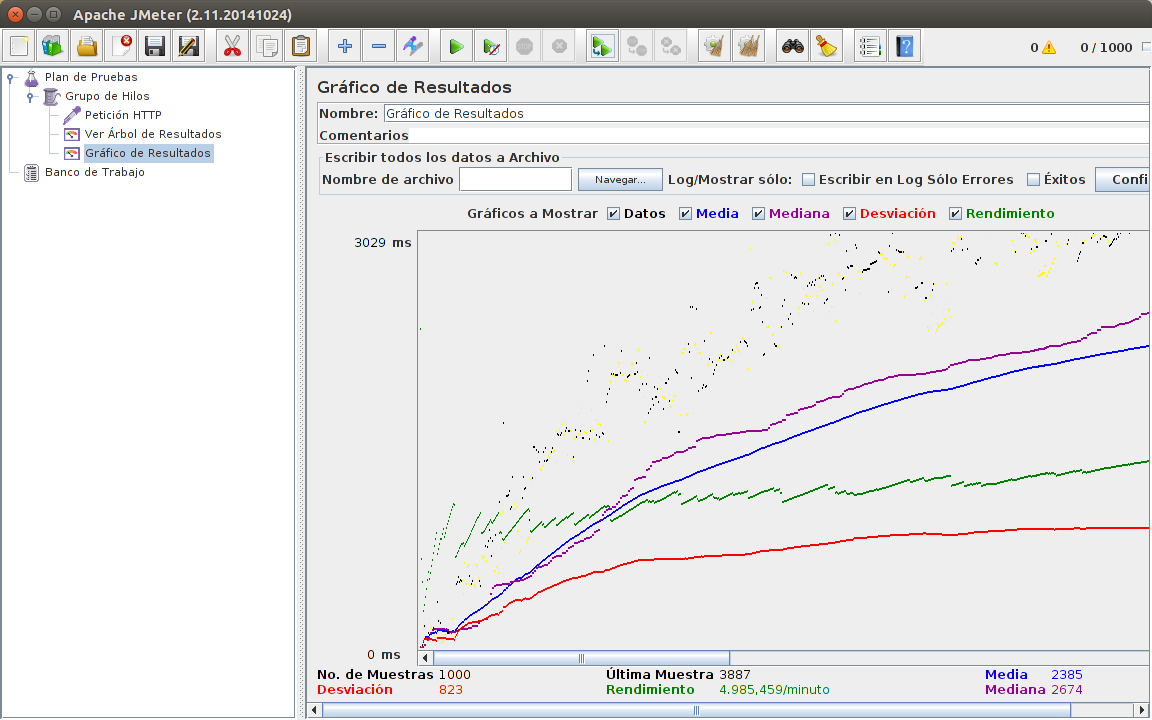 Apache JMeter (2.11.20141024)
0 0 / 1000
Plan de Pruebas
Grupo de Hilos
Petición HTTP
Ver Árbol de Resultados
Gráfico de Resultados
Banco de Trabajo
Gráfico de Resultados
Nombre: Gráfico de Resultados
Comentarios
Escribir todos los datos a Archivo
Nombre de archivo Navegar... Log/Mostrar sólo: Escribir en Log Sólo Errores Éxitos Confi
Gráficos a Mostrar Datos Media Mediana Desviación Rendimiento
3029 ms
0 ms
No. de Muestras 1000 Última Muestra 3887 Media 2385
Desviación 823 Rendimiento 4.985,459/minuto Mediana 2674